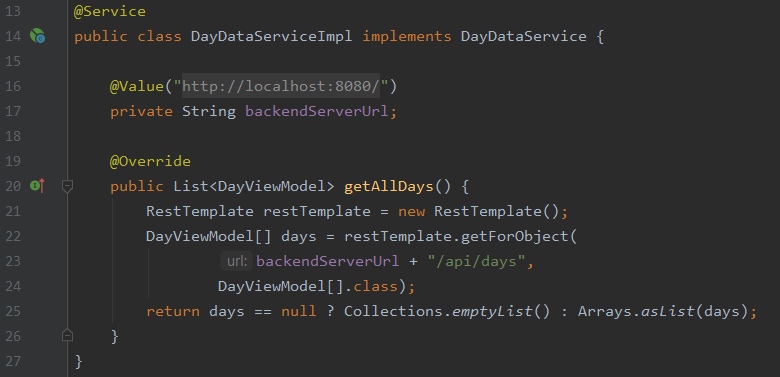 13 @Service
14 public class DayDataServiceImpl implements DayDataService {
15
16 @Value("http://localhost:8080/")
17 private String backendServerUrl;
18
19 @Override
20 public List<DayViewModel> getAllDays() {
21 RestTemplate restTemplate = new RestTemplate();
22 DayViewModel[] days = restTemplate.getForObject(
23 url: backendServerUrl + "/api/days",
24 DayViewModel[].class);
25 return days == null ? Collections.emptyList() : Arrays.asList(days);
26 }
27 }